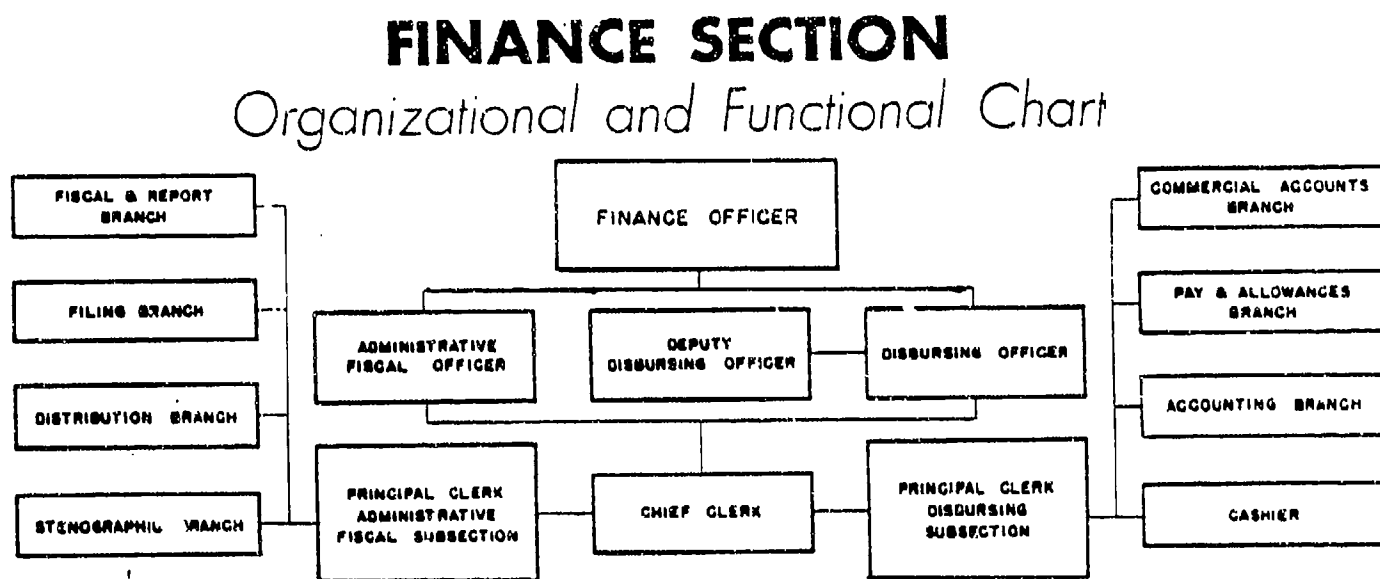 FINANCE SECTION
Organizational and Functional Chart
FISCAL & REPORT
BRANCH
FILING BRANCH
DISTRIBUTION BRANCH
STENOGRAPHIC
FINANCE OFFICER
ADMINISTRATIVE
FISCAL OFFICER
DEPUTY
DISBURSING OFFICER
DISBURSING OFFICER
PRINCIPAL CLERK
ADMINISTRATIVE
FISCAL SUBSECTION
CHIEF CLERK
PRINCIPAL CLERK
DISBURSING
SUBSECTION
COMMERCIAL ACCOUNTS
BRANCH
PAY & ALLOWANCES
BRANCH
ACCOUNTING BRANCH
CASHIER